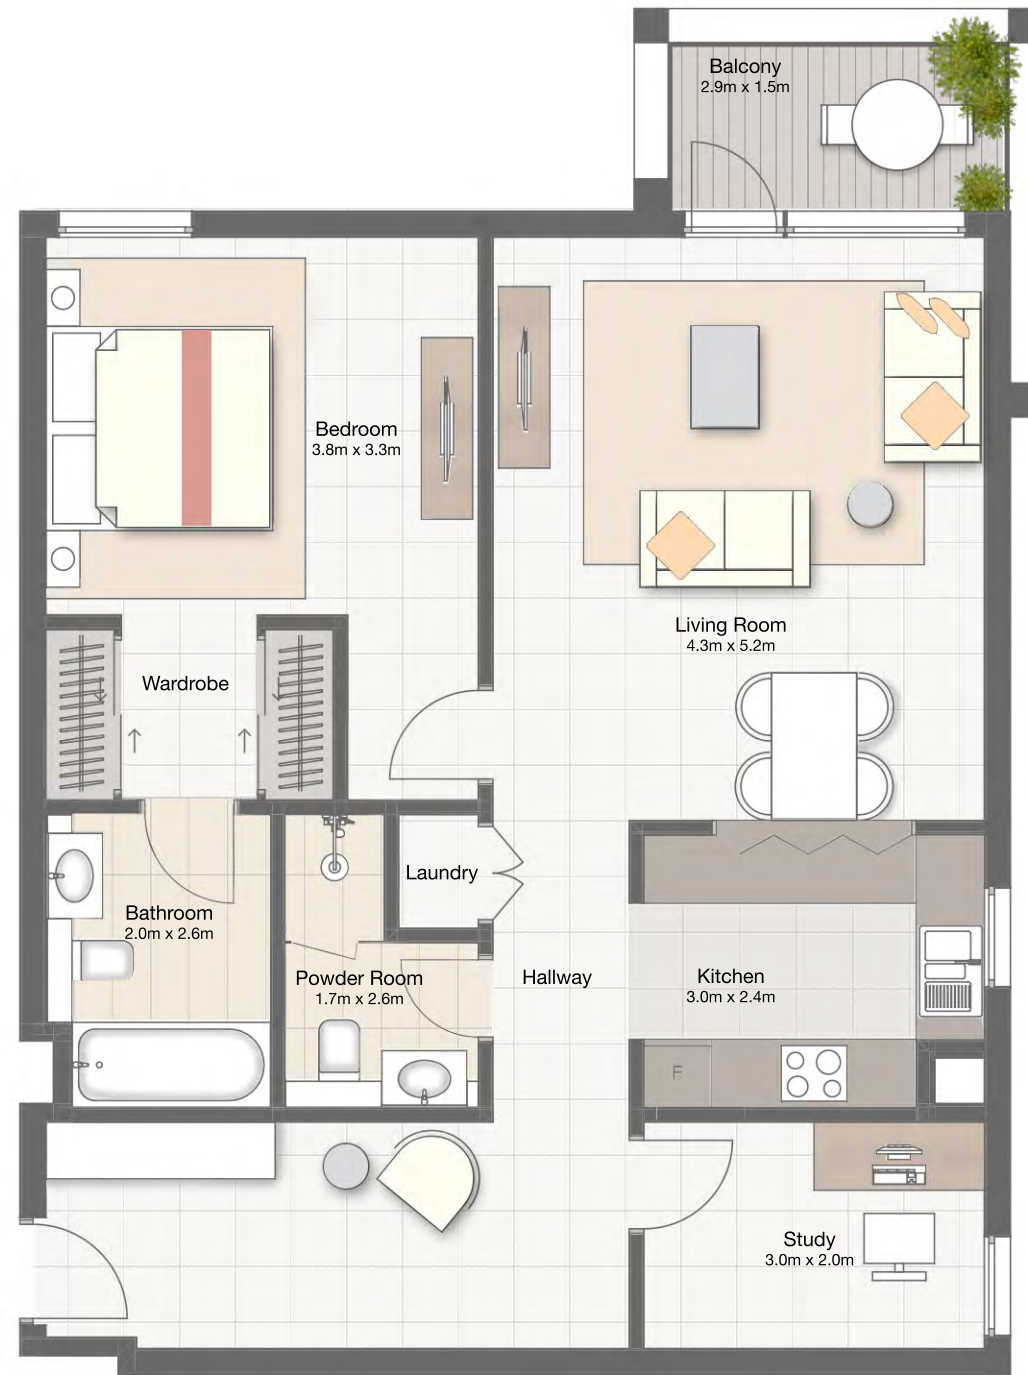 Balcony
2.9m x 1.5m
Bedroom
3.8m x 3.3m
Living Room
4.3m x 5.2m
Wardrobe
Laundry
Bathroom
2.0m x 2.6m
Powder Room
1.7m x 2.6m
Hallway
Kitchen
3.0m x 2.4m
F
Study
3.0m x 2.0m